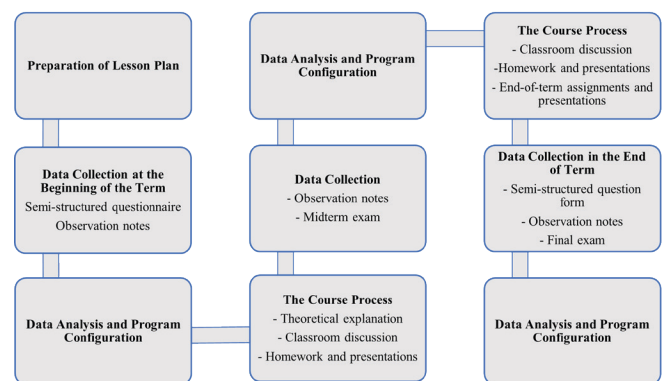 Preparation of Lesson Plan
Data Collection at the
Beginning of the Term
Semi-structured questionnaire
Observation notes
Data Analysis and Program
Configuration
The Course Process
- Theoretical explanation
- Classroom discussion
- Homework and presentations
Data Collection
- Observation notes
- Midterm exam
Data Analysis and Program
Configuration
The Course Process
- Classroom discussion
-Homework and presentations
- End-of-term assignments and
presentations
Data Collection in the End
of Term
- Semi-structured question
form
- Observation notes
- Final exam
Data Analysis and Program
Configuration